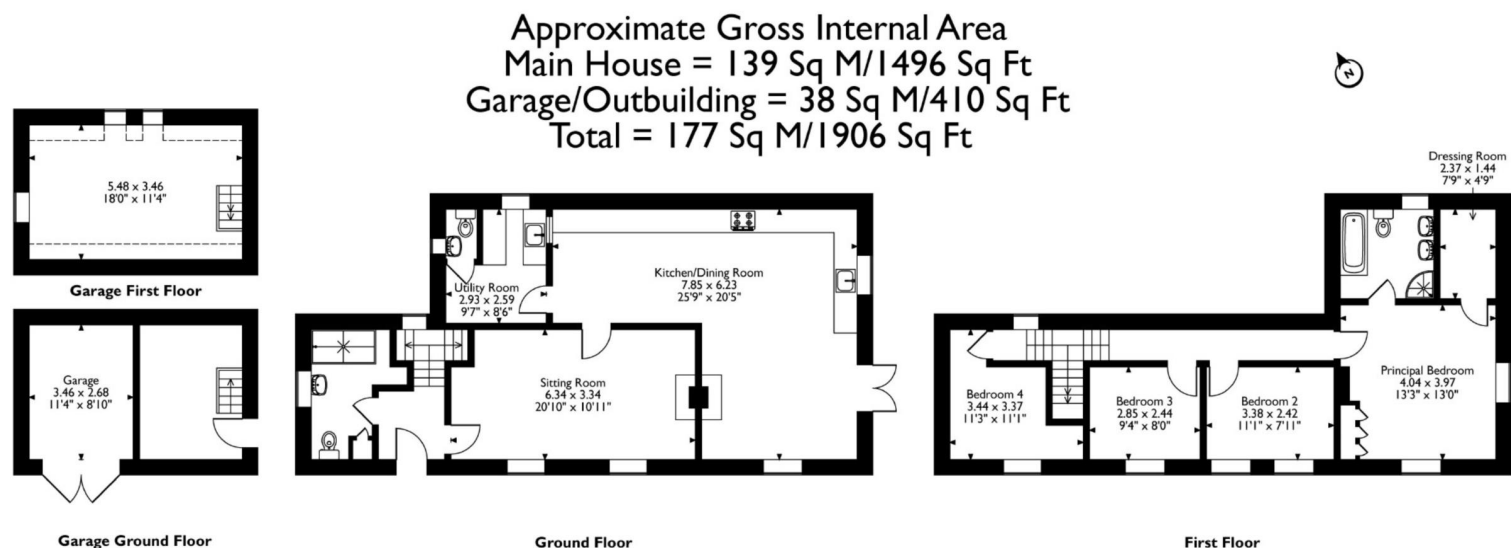 Approximate Gross Internal Area
Main House = 139 Sq M/1496 Sq Ft
Garage/Outbuilding = 38 Sq M/410 Sq Ft
Total = 177 Sq M/1906 Sq Ft
N
5.48 x 3.46
18'0" x 11'4"
Garage First Floor
Garage
3.46 x 2.68
11'4" x 8'10"
Garage Ground Floor
Utility Room
2.93 x 2.59
9'7" x 8'6"
Kitchen/Dining Room
7.85 x 6.23
25'9" x 20'5"
Sitting Room
6.34 x 3.34
20'10" x 10'11"
Ground Floor
Dressing Room
2.37 x 1.44
7'9" x 4'9"
Principal Bedroom
4.04 x 3.97
13'3" x 13'0"
Bedroom 4
3.44 x 3.37
11'3" x 11'1"
Bedroom 3
2.85 x 2.44
9'4" x 8'0"
Bedroom 2
3.38 x 2.42
11'1" x 7'11"
First Floor